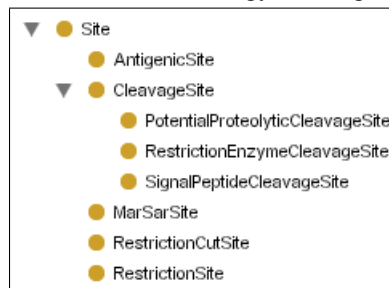 Site
AntigenicSite
CleavageSite
PotentialProteolyticCleavageSite
RestrictionEnzymeCleavageSite
SignalPeptideCleavageSite
MarSarSite
RestrictionCutSite
RestrictionSite